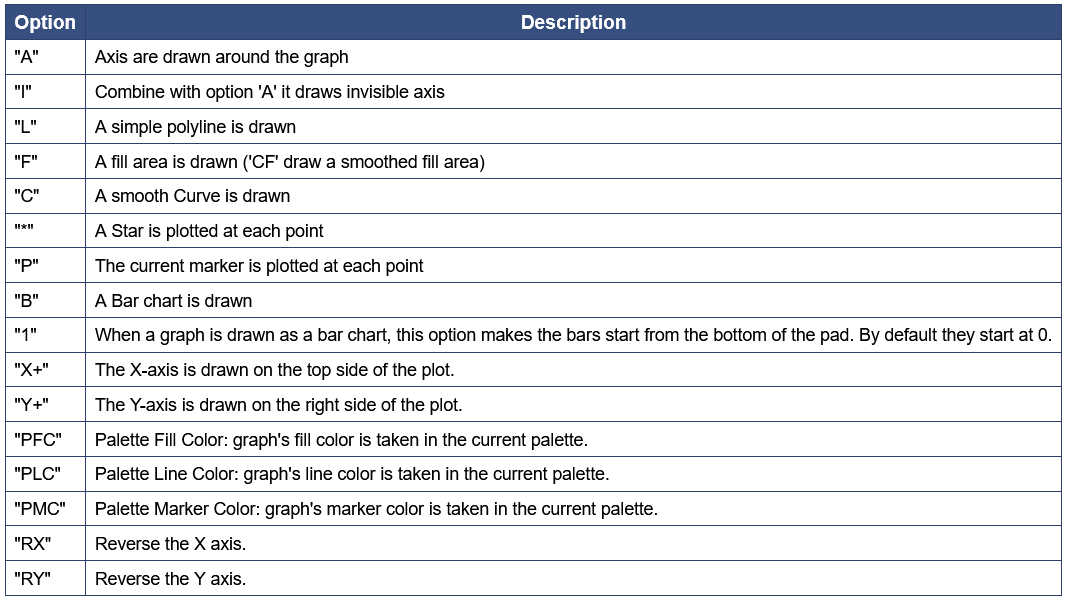 Option Description
"A" Axis are drawn around the graph
"I" Combine with option 'A' it draws invisible axis
"L" A simple polyline is drawn
"F" A fill area is drawn ('CF' draw a smoothed fill area)
"C" A smooth Curve is drawn
"*" A Star is plotted at each point
"P" The current marker is plotted at each point
"B" A Bar chart is drawn
"1" When a graph is drawn as a bar chart, this option makes the bars start from the bottom of the pad. By default they start at 0.
"X+" The X-axis is drawn on the top side of the plot.
"Y+" The Y-axis is drawn on the right side of the plot.
"PFC" Palette Fill Color: graph's fill color is taken in the current palette.
"PLC" Palette Line Color: graph's line color is taken in the current palette.
"PMC" Palette Marker Color: graph's marker color is taken in the current palette.
"RX" Reverse the X axis.
"RY" Reverse the Y axis.